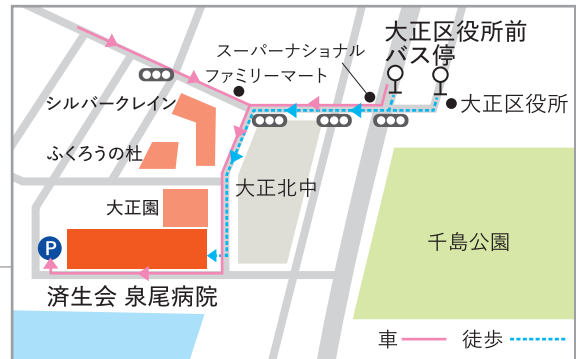 大正区役所前
バス停
スーパーナショナル
ファミリーマート
大正区役所
シルバークレイン
ふくろうの杜
大正北中
大正園
千島公園
P
済生会 泉尾病院
車
徒歩